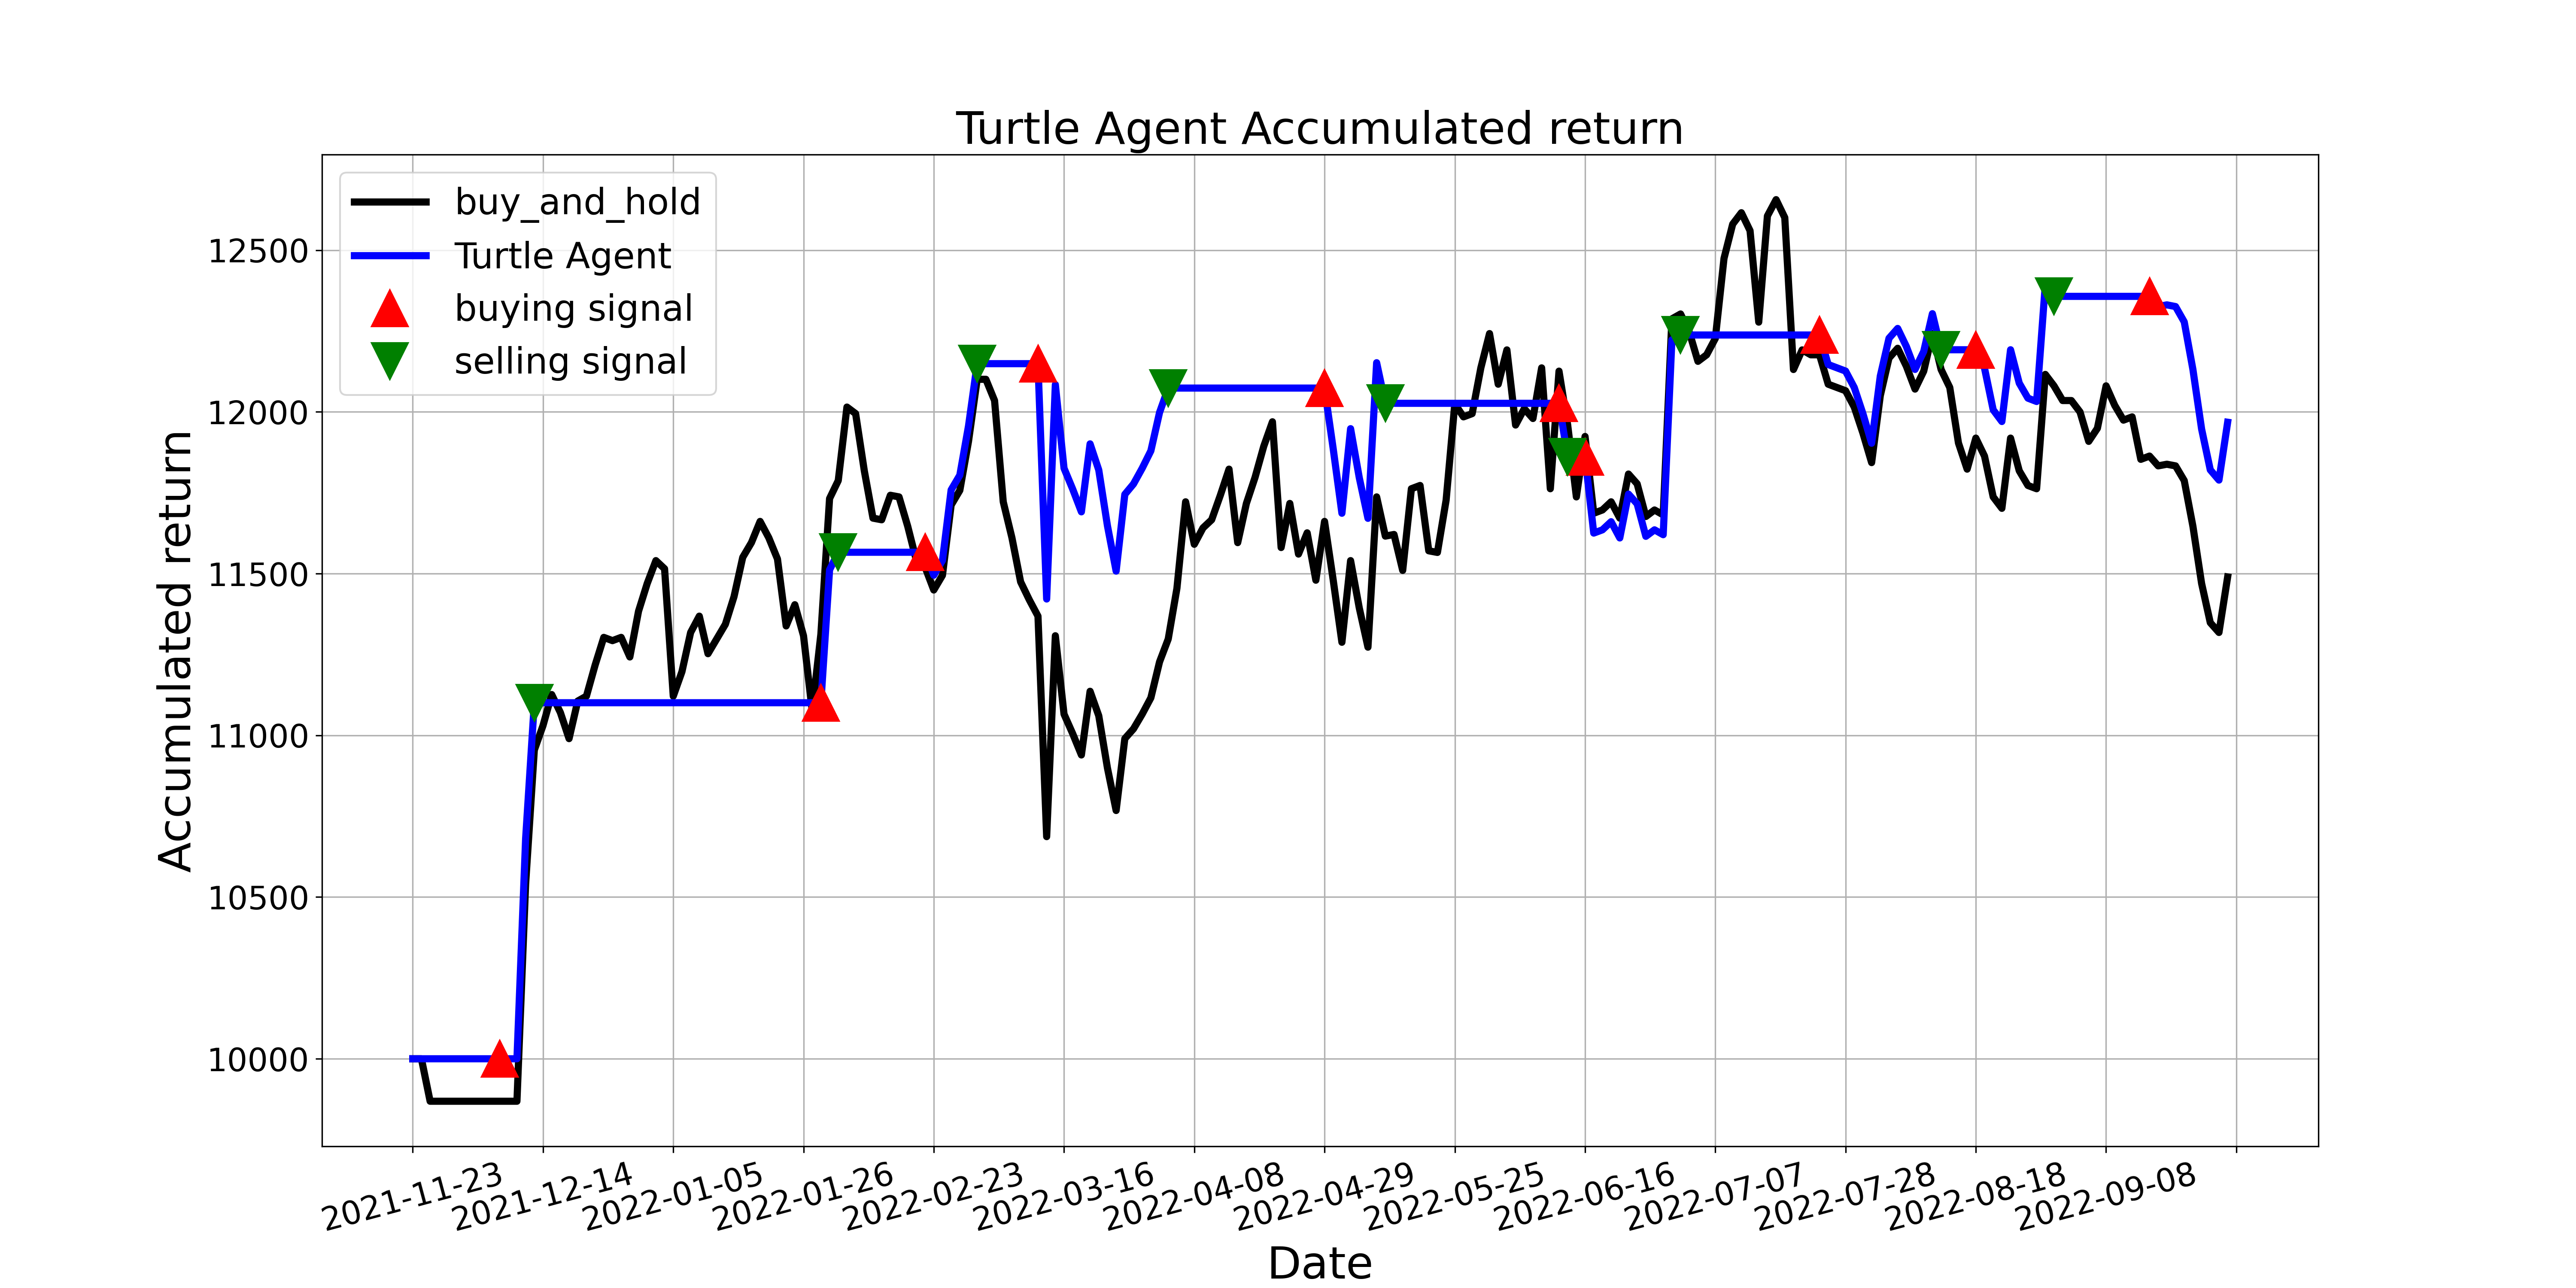 Turtle Agent Accumulated return
buy_and_hold
Turtle Agent
buying signal
selling signal
Accumulated return
12500
12000
11500
11000
10500
10000
2021-11-23
2021-12-14
2022-01-05
2022-01-26
2022-02-23
2022-03-16
2022-04-08
2022-04-29
2022-05-25
2022-06-16
2022-07-07
2022-07-28
2022-08-18
2022-09-08
Date